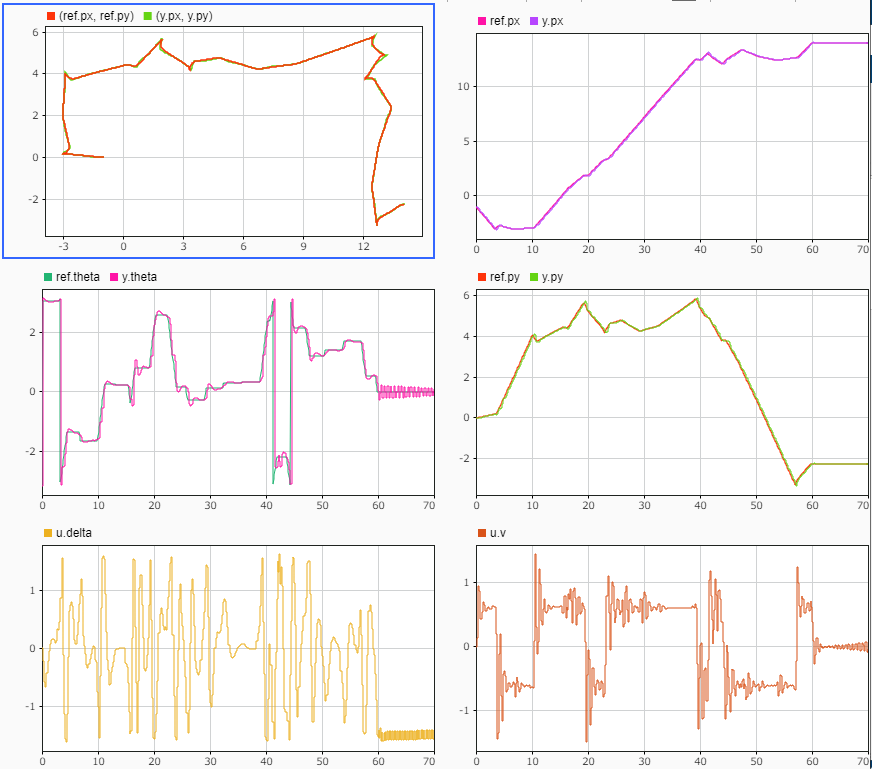 (ref.px, ref.py) (y.px, y.py)
6
4
2
0
-2
-3 0 3 6 9 12
ref.px y.px
10
5
0
0 10 20 30 40 50 60 70
ref.theta y.theta
2
0
-2
0 10 20 30 40 50 60 70
ref.py y.py
6
4
2
0
-2
0 10 20 30 40 50 60 70
u.delta
1
0
-1
0 10 20 30 40 50 60 70
u.v
1
0
-1
0 10 20 30 40 50 60 70